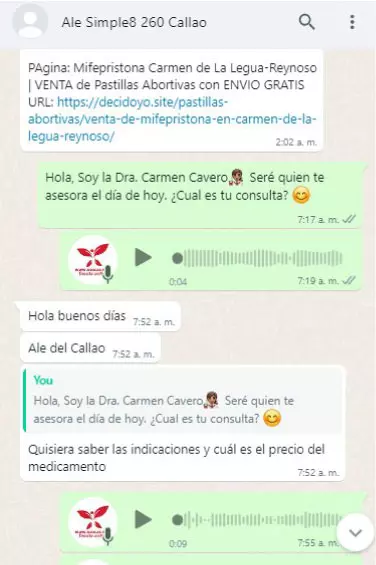 Ale Simple8 260 Callao
PAgina: Mifepristona Carmen de La Legua-Reynoso
| VENTA de Pastillas Abortivas con ENVIO GRATIS
URL: https://decidoyo.site/pastillas-
abortivas/venta-de-mifepristona-en-carmen-de-la-
legua-reynoso/
2:02 a. m.
Hola, Soy la Dra. Carmen Cavero👩🏽‍⚕️ Seré quien te
asesora el día de hoy. ¿Cual es tu consulta? 😊
7:17 a. m.
0:04
7:19 a. m.
Hola buenos días
7:52 a. m.
Ale del Callao
7:52 a. m.
You
Hola, Soy la Dra. Carmen Cavero👩🏽‍⚕️ Seré quien te
asesora el día de hoy. ¿Cual es tu consulta? 😊
Quisiera saber las indicaciones y cuál es el precio del
medicamento
7:52 a. m.
0:09
7:55 a. m.